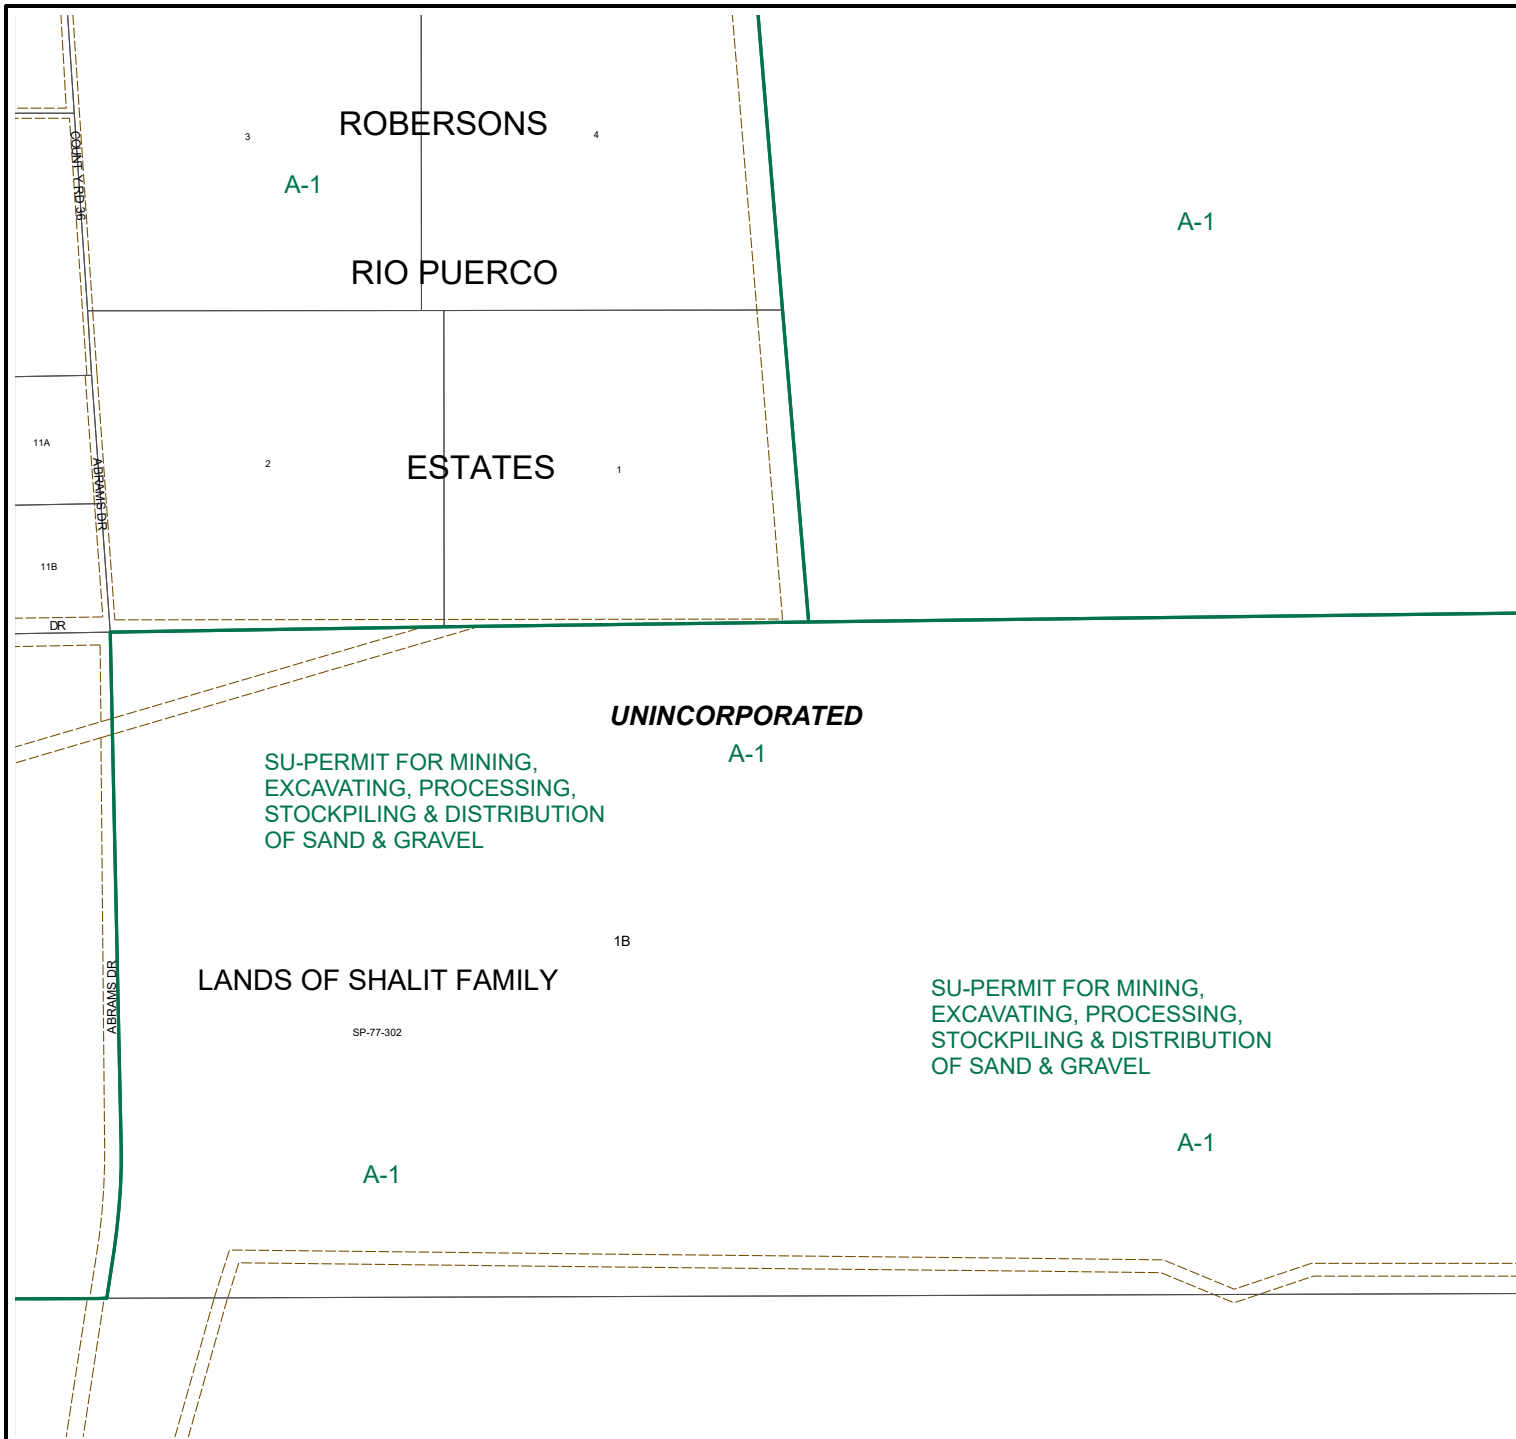 ROBERSONS
3
4
COUNTY RD 36
A-1
A-1
RIO PUERCO
11A
ABRAMS DR
2
ESTATES
1
11B
DR
UNINCORPORATED
A-1
SU-PERMIT FOR MINING,
EXCAVATING, PROCESSING,
STOCKPILING & DISTRIBUTION
OF SAND & GRAVEL
1B
LANDS OF SHALIT FAMILY
ABRAMS DR
SP-77-302
SU-PERMIT FOR MINING,
EXCAVATING, PROCESSING,
STOCKPILING & DISTRIBUTION
OF SAND & GRAVEL
A-1
A-1